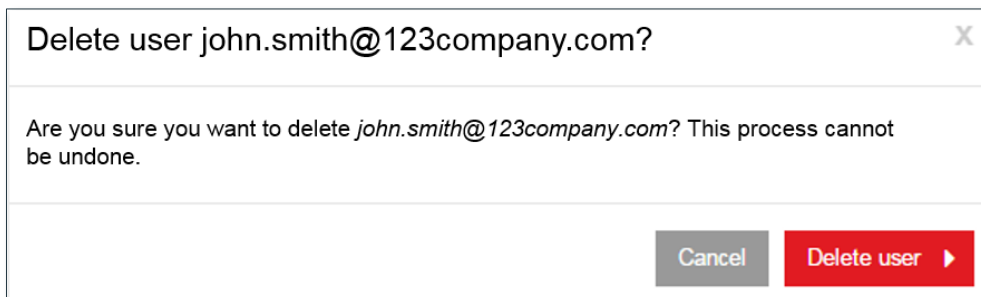 Delete user john.smith@123company.com?
X
Are you sure you want to delete john.smith@123company.com? This process cannot
be undone.
Cancel
Delete user